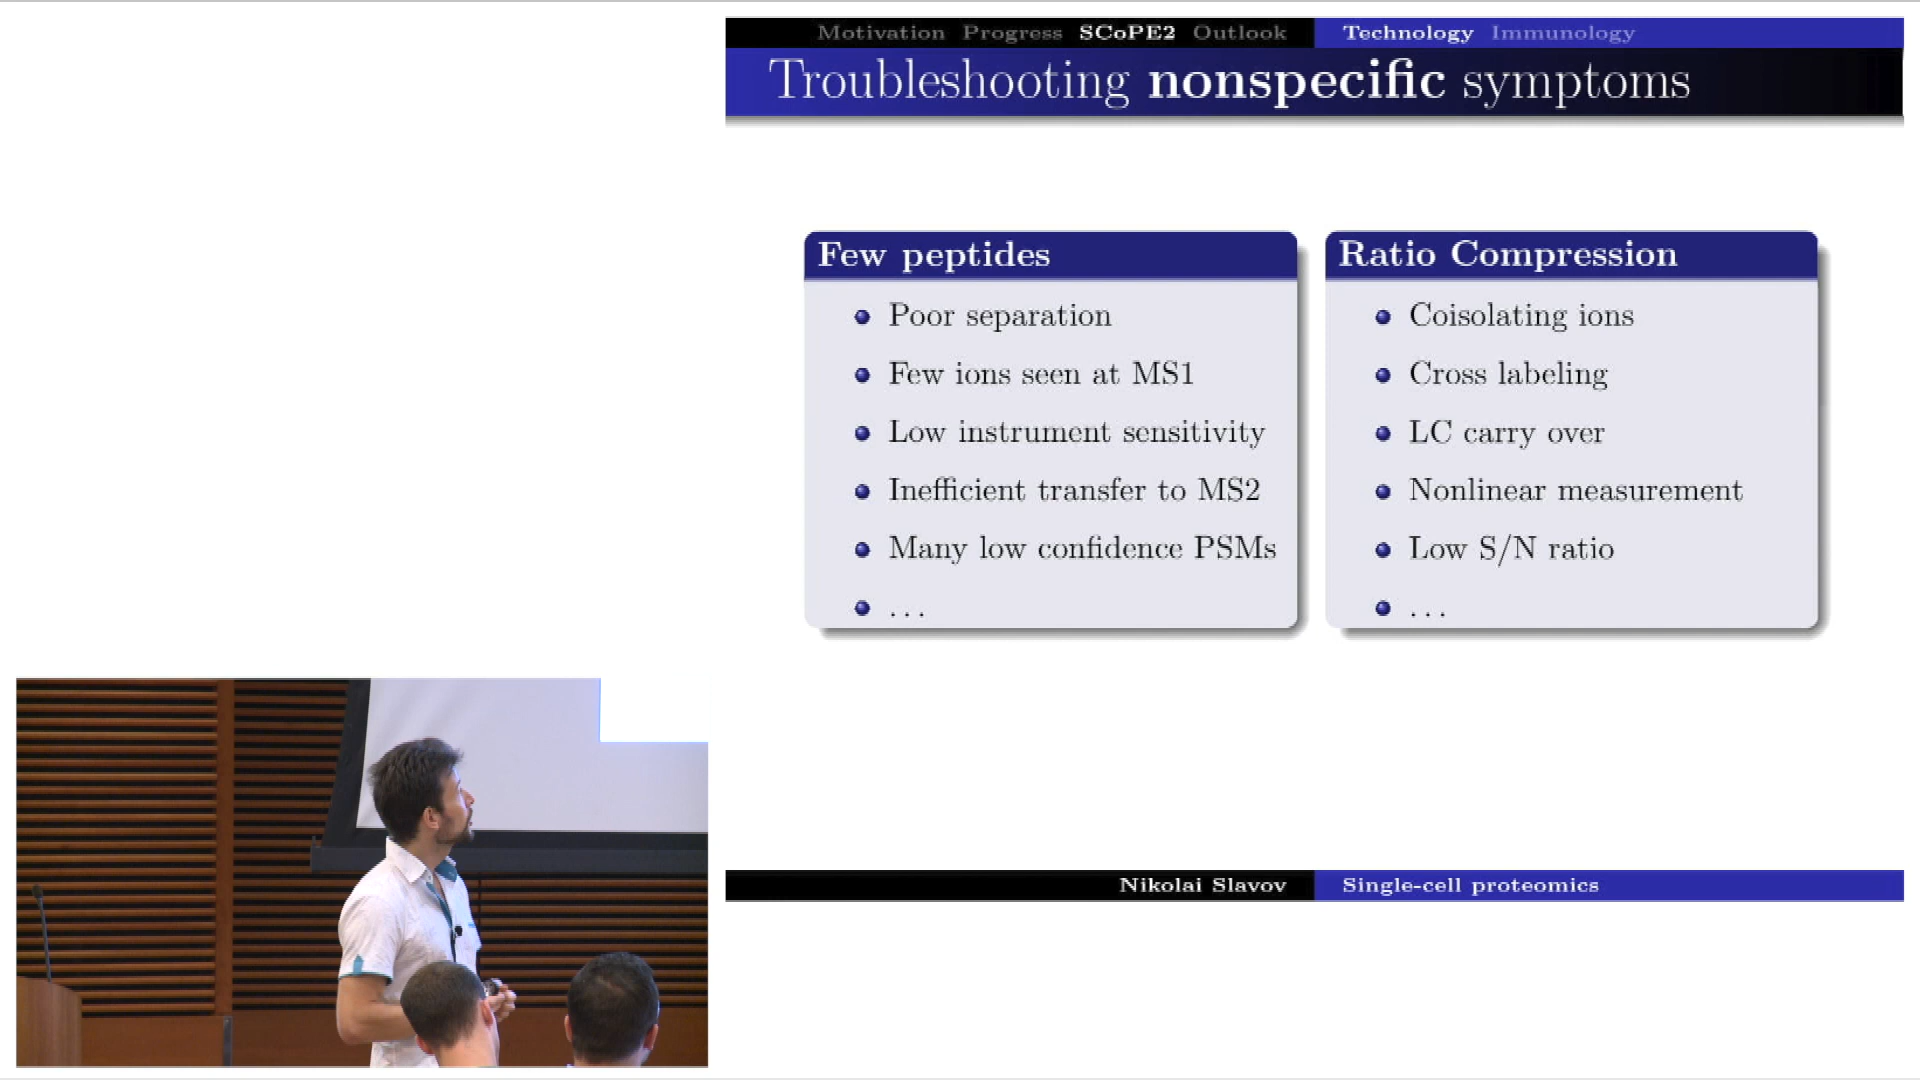 Motivation Progress SCoPE2 Outlook Technology Immunology
Troubleshooting nonspecific symptoms
Few peptides
Poor separation
Few ions seen at MS1
Low instrument sensitivity
Inefficient transfer to MS2
Many low confidence PSMs
...
Ratio Compression
Coisolating ions
Cross labeling
LC carry over
Nonlinear measurement
Low S/N ratio
...
Nikolai Slavov Single-cell proteomics